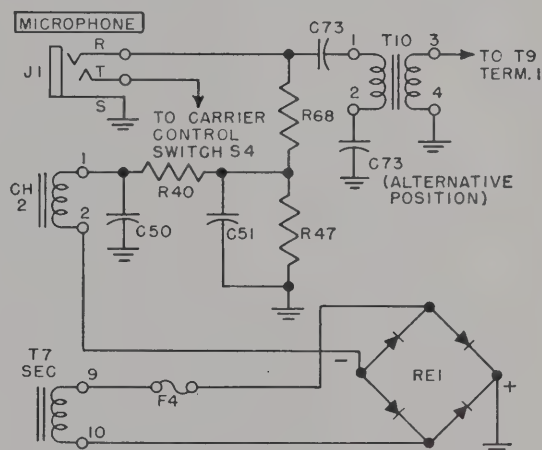 MICROPHONE
J1
R
T
S
C73
1
T10
3
TO T9
TERM.1
2
4
TO CARRIER
CONTROL
SWITCH S4
R68
C73
(ALTERNATIVE
POSITION)
CH
2
1
2
R40
C50
C51
R47
T7
SEC
9
10
F4
-
RE1
+